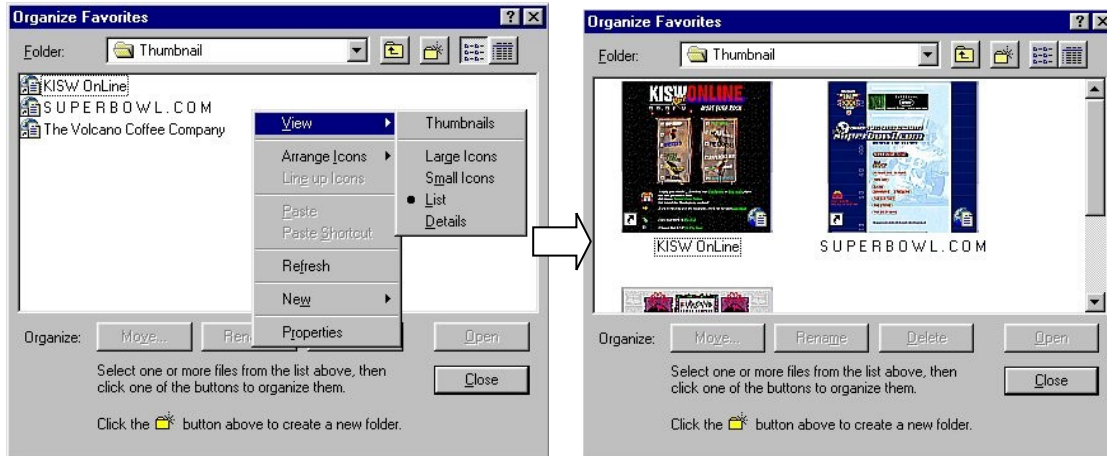 Organize Favorites
Folder: Thumbnail
KISW OnLine
SUPERBOWL.COM
The Volcano Coffee Company
View
Arrange Icons
Line up Icons
Paste
Paste Shortcut
Refresh
New
Properties
Thumbnails
Large Icons
Small Icons
List
Details
Organize: Move... Ren Open
Select one or more files from the list above, then
click one of the buttons to organize them.
Close
Click the button above to create a new folder.
Organize Favorites
Folder: Thumbnail
KISW ONLINE
Superbowl.com
KISW OnLine
SUPERBOWL.COM
Organize: Move... Rename Delete Open
Select one or more files from the list above, then
click one of the buttons to organize them.
Close
Click the button above to create a new folder.